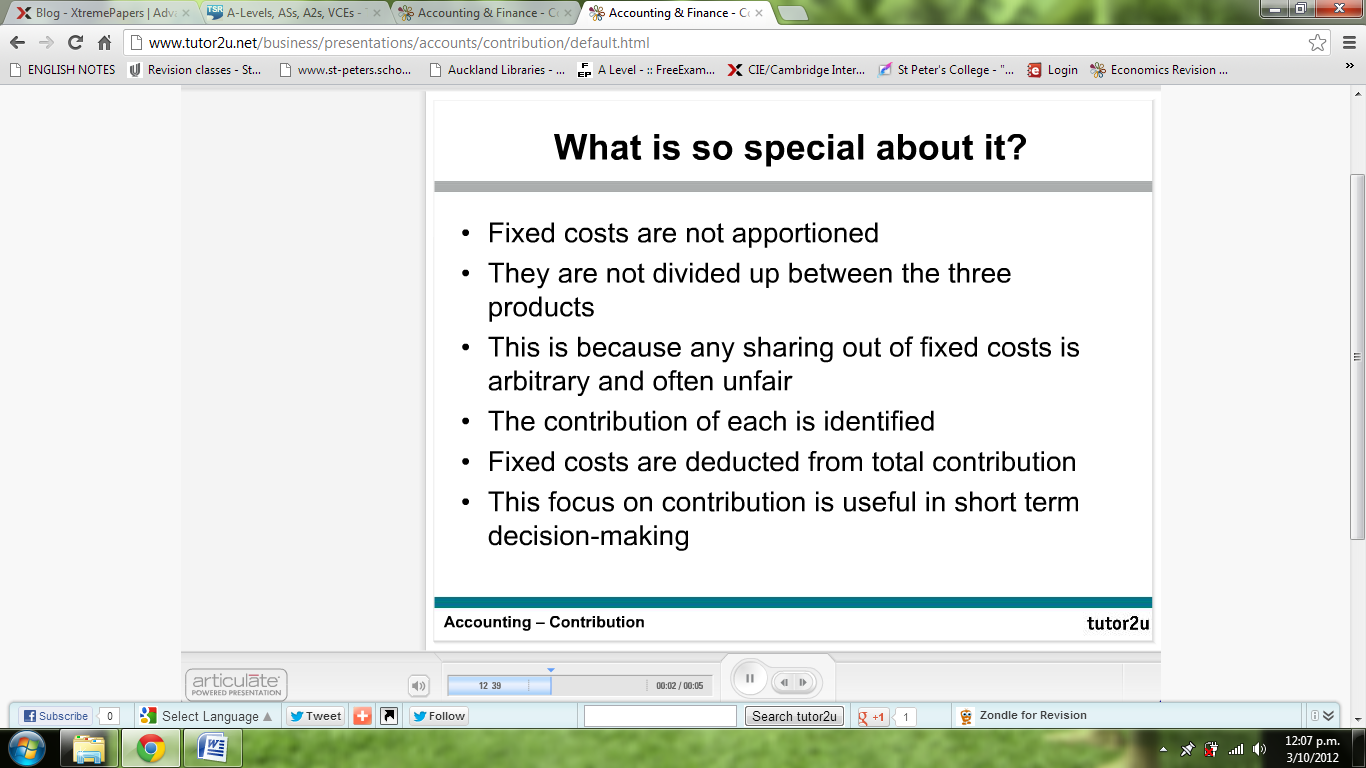 Blog - XtremePapers | Adva
TSR A-Levels, ASs, A2s, VCEs -
Accounting & Finance - Co
Accounting & Finance - Co
www.tutor2u.net/business/presentations/accounts/contribution/default.html
ENGLISH NOTES Revision classes - St... www.st-peters.scho... Auckland Libraries - ... FEP A Level - :: FreeExam... CIE/Cambridge Inter... St Peter's College - "... Login Economics Revision ... »
What is so special about it?
• Fixed costs are not apportioned
• They are not divided up between the three
products
• This is because any sharing out of fixed costs is
arbitrary and often unfair
• The contribution of each is identified
• Fixed costs are deducted from total contribution
• This focus on contribution is useful in short term
decision-making
Accounting – Contribution
tutor2u
articulate
POWERED PRESENTATION
12 39
00:02 / 00:05
Subscribe 0 Select Language Tweet Follow Search tutor2u g +1 1 Zondle for Revision
12:07 p.m.
3/10/2012